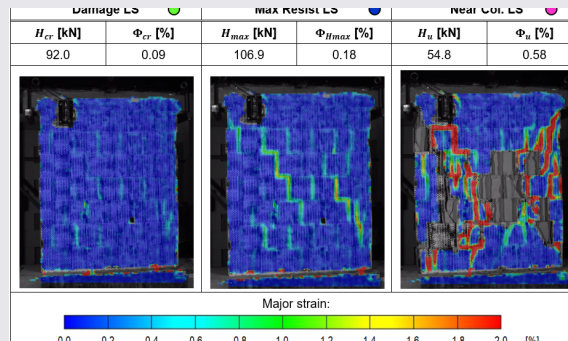 Damage LS Max Resist LS Near Col. LS
H_cr [kN] Φ_cr [%] H_max [kN] Φ_Hmax [%] H_u [kN] Φ_u [%]
92.0 0.09 106.9 0.18 54.8 0.58
Major strain:
0.0 0.2 0.4 0.6 0.8 1.0 1.2 1.4 1.6 1.8 2.0 [%]